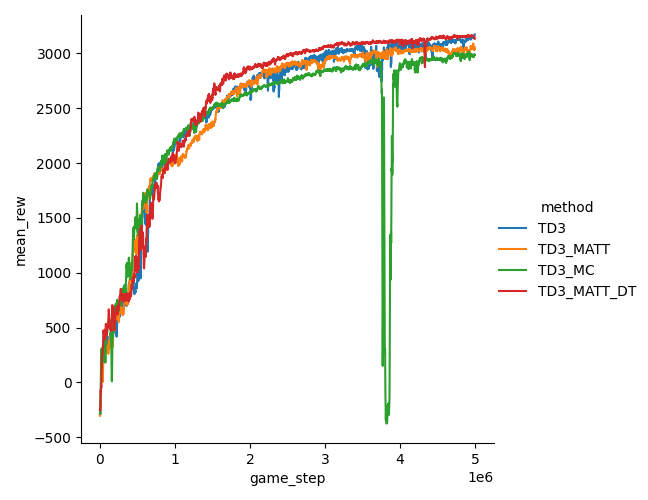 3000
2500
2000
1500
1000
500
0
−500
mean_rew
0
1
2
3
4
5
1e6
game_step
method
TD3
TD3_MATT
TD3_MC
TD3_MATT_DT